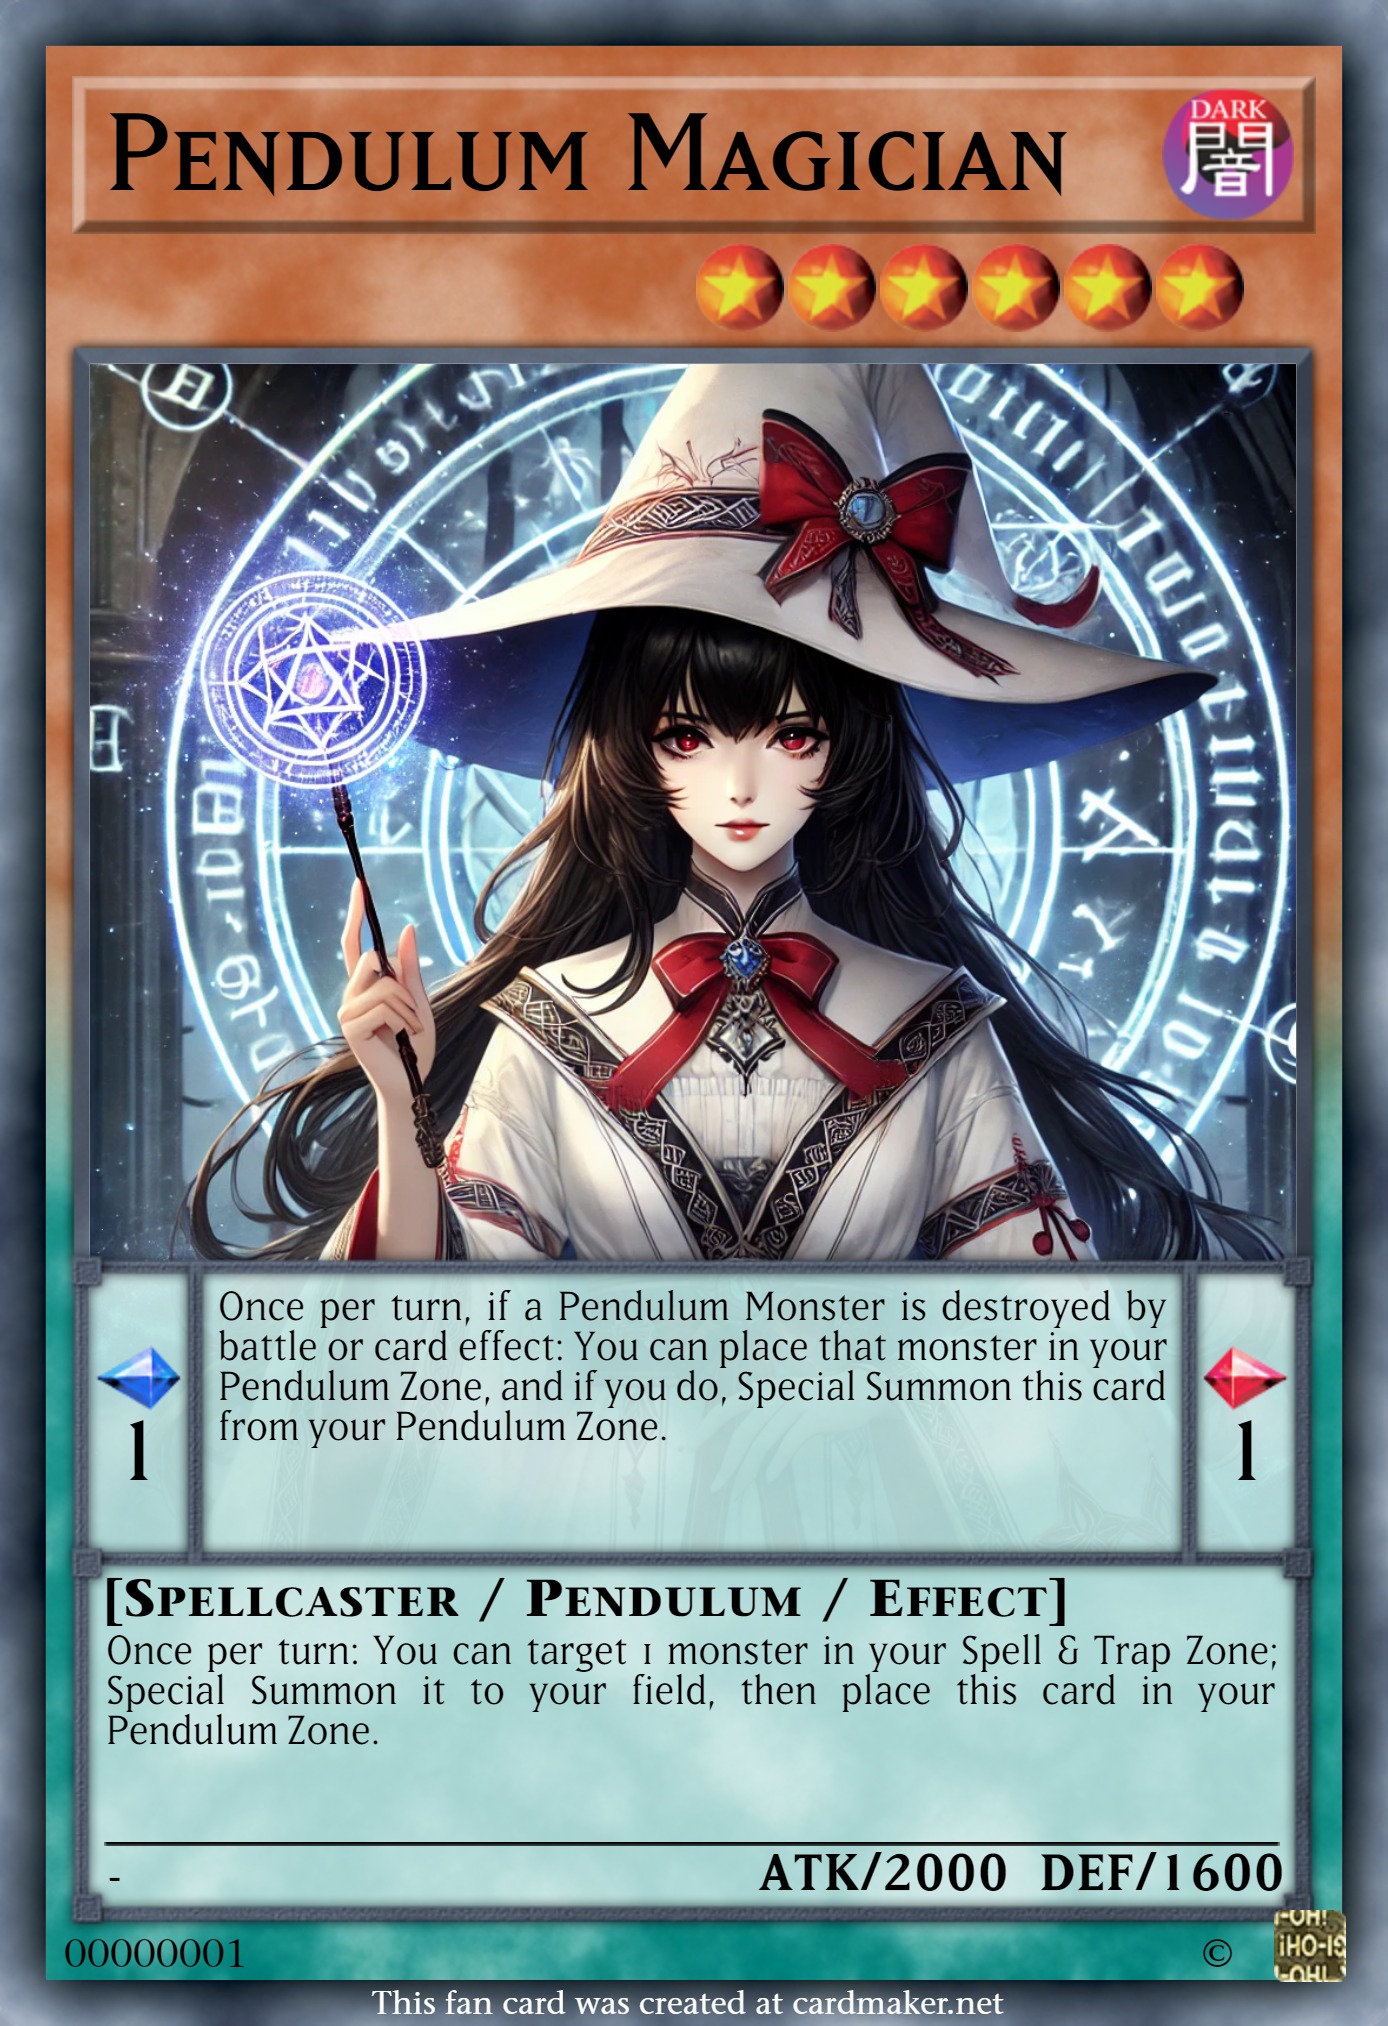 Pendulum Magician
DARK
闇
Once per turn, if a Pendulum Monster is destroyed by
battle or card effect: You can place that monster in your
Pendulum Zone, and if you do, Special Summon this card
from your Pendulum Zone.
1
1
[Spellcaster / Pendulum / Effect]
Once per turn: You can target 1 monster in your Spell & Trap Zone;
Special Summon it to your field, then place this card in your
Pendulum Zone.
-
ATK/2000 DEF/1600
00000001
©
This fan card was created at cardmaker.net